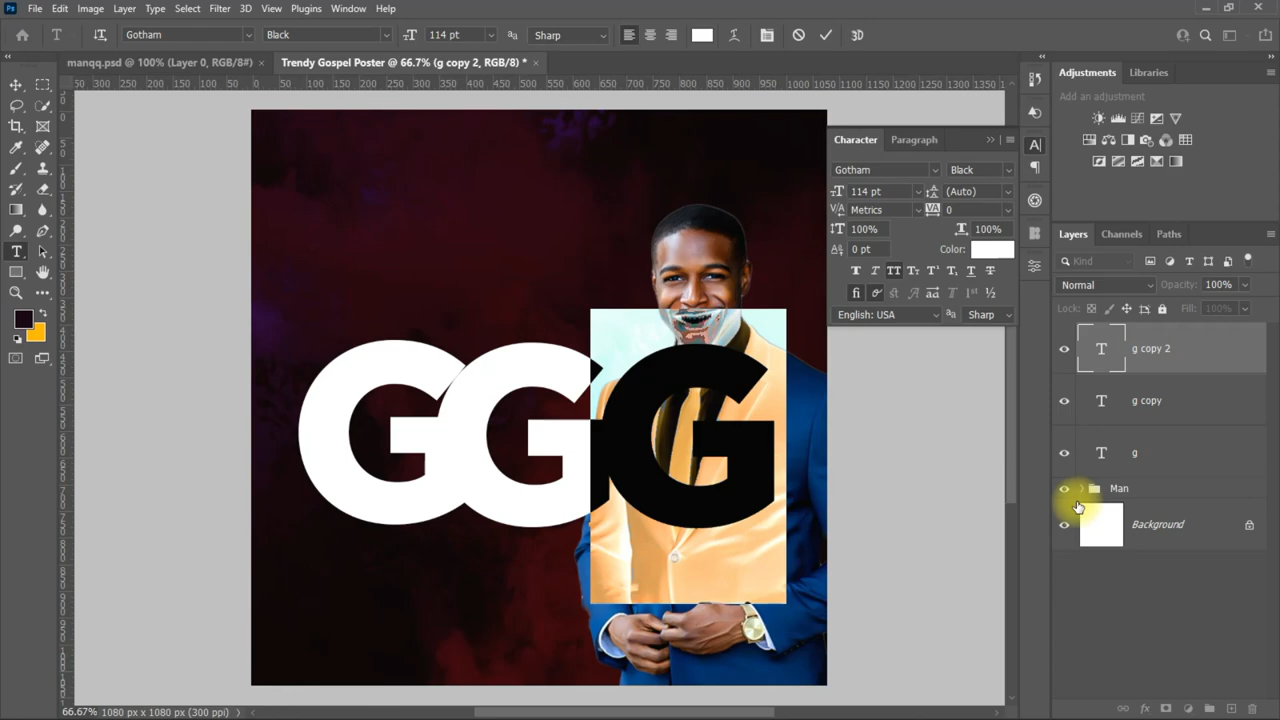 Ps File Edit Image Layer Type Select Filter 3D View Plugins Window Help
T Gotham Black 114 pt Sharp 3D
manqq.psd @ 100% (Layer 0, RGB/8#) × Trendy Gospel Poster @ 66.7% (g copy 2, RGB/8) * ×
Adjustments Libraries
Add an adjustment
Character Paragraph
Gotham Black
114 pt (Auto)
Metrics 0
100% 100%
0 pt Color:
English: USA Sharp
GGG
Layers Channels Paths
Kind
Normal Opacity: 100%
Lock: Fill: 100%
T g copy 2
T g copy
T g
Man
Background
66.67% 1080 px x 1080 px (300 ppi)